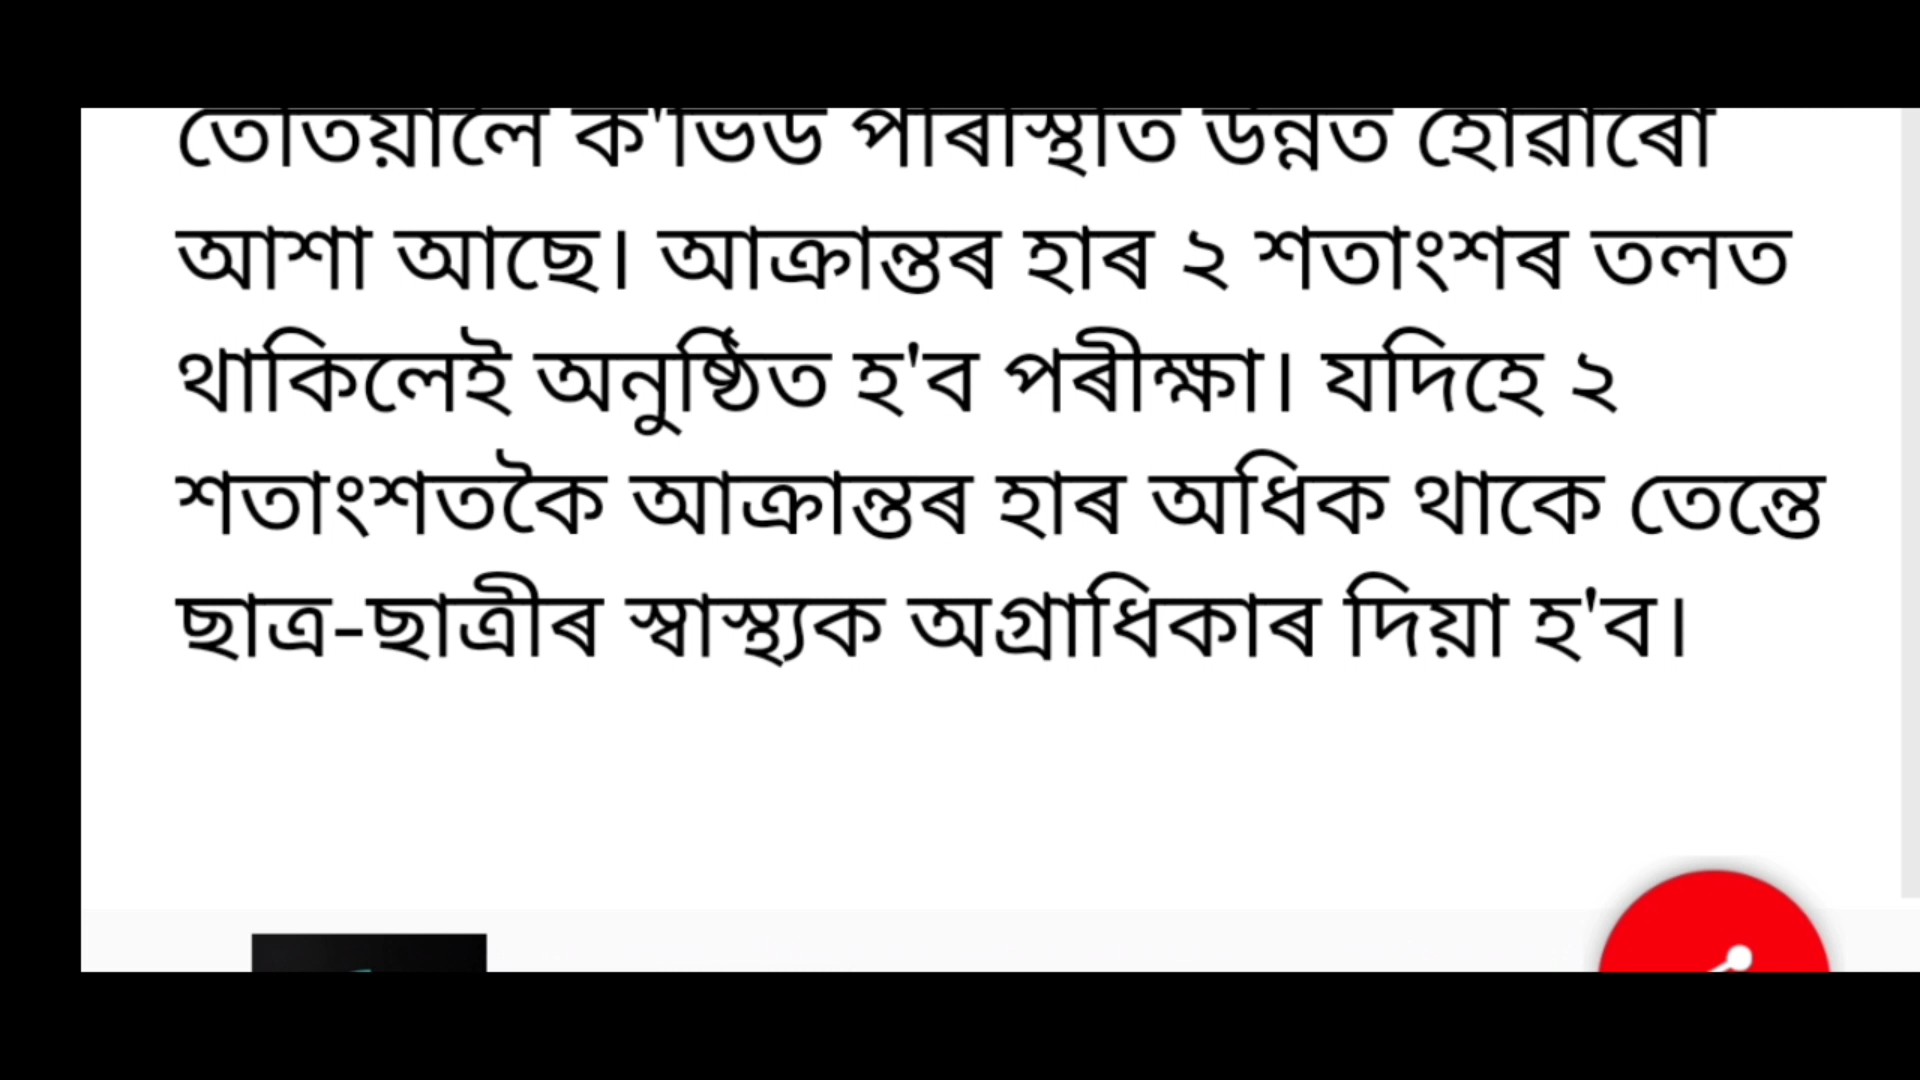 তেতিয়ালৈ ক'ভিড পৰিস্থিতি উন্নত হোৱাৰো
আশা আছে। আক্ৰান্তৰ হাৰ ২ শতাংশৰ তলত
থাকিলেই অনুষ্ঠিত হ'ব পৰীক্ষা। যদিহে ২
শতাংশতকৈ আক্ৰান্তৰ হাৰ অধিক থাকে তেন্তে
ছাত্ৰ-ছাত্ৰীৰ স্বাস্থ্যক অগ্ৰাধিকাৰ দিয়া হ'ব।